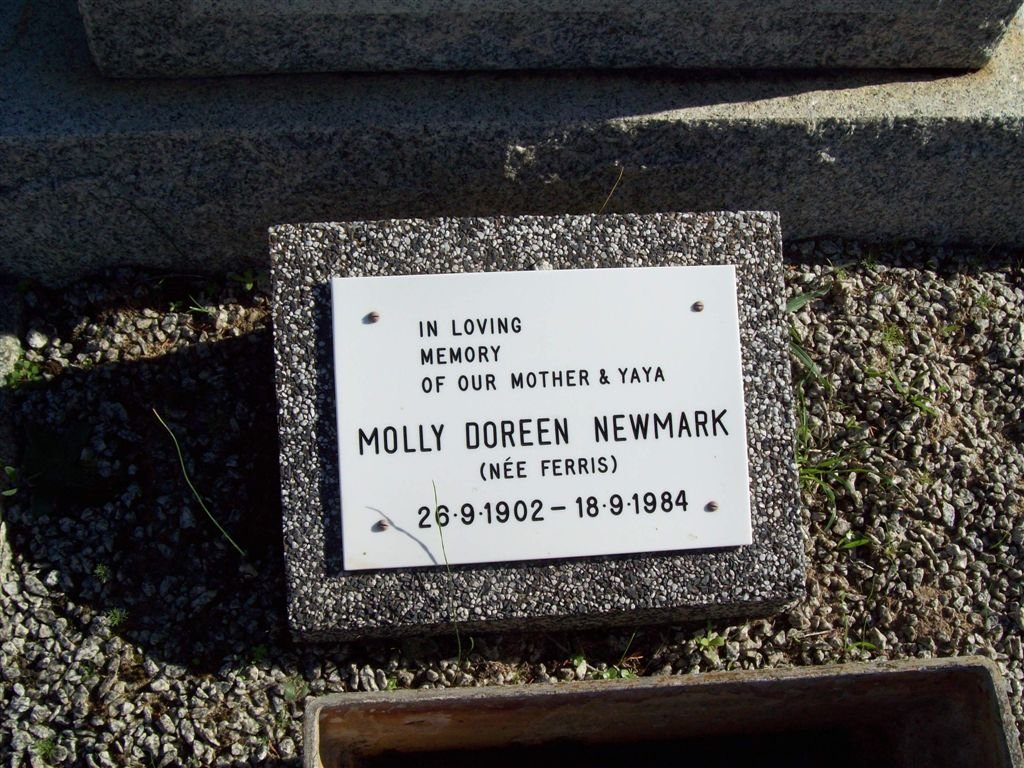 IN LOVING
MEMORY
OF OUR MOTHER & YAYA
MOLLY DOREEN NEWMARK
(NÉE FERRIS)
26·9·1902 – 18·9·1984